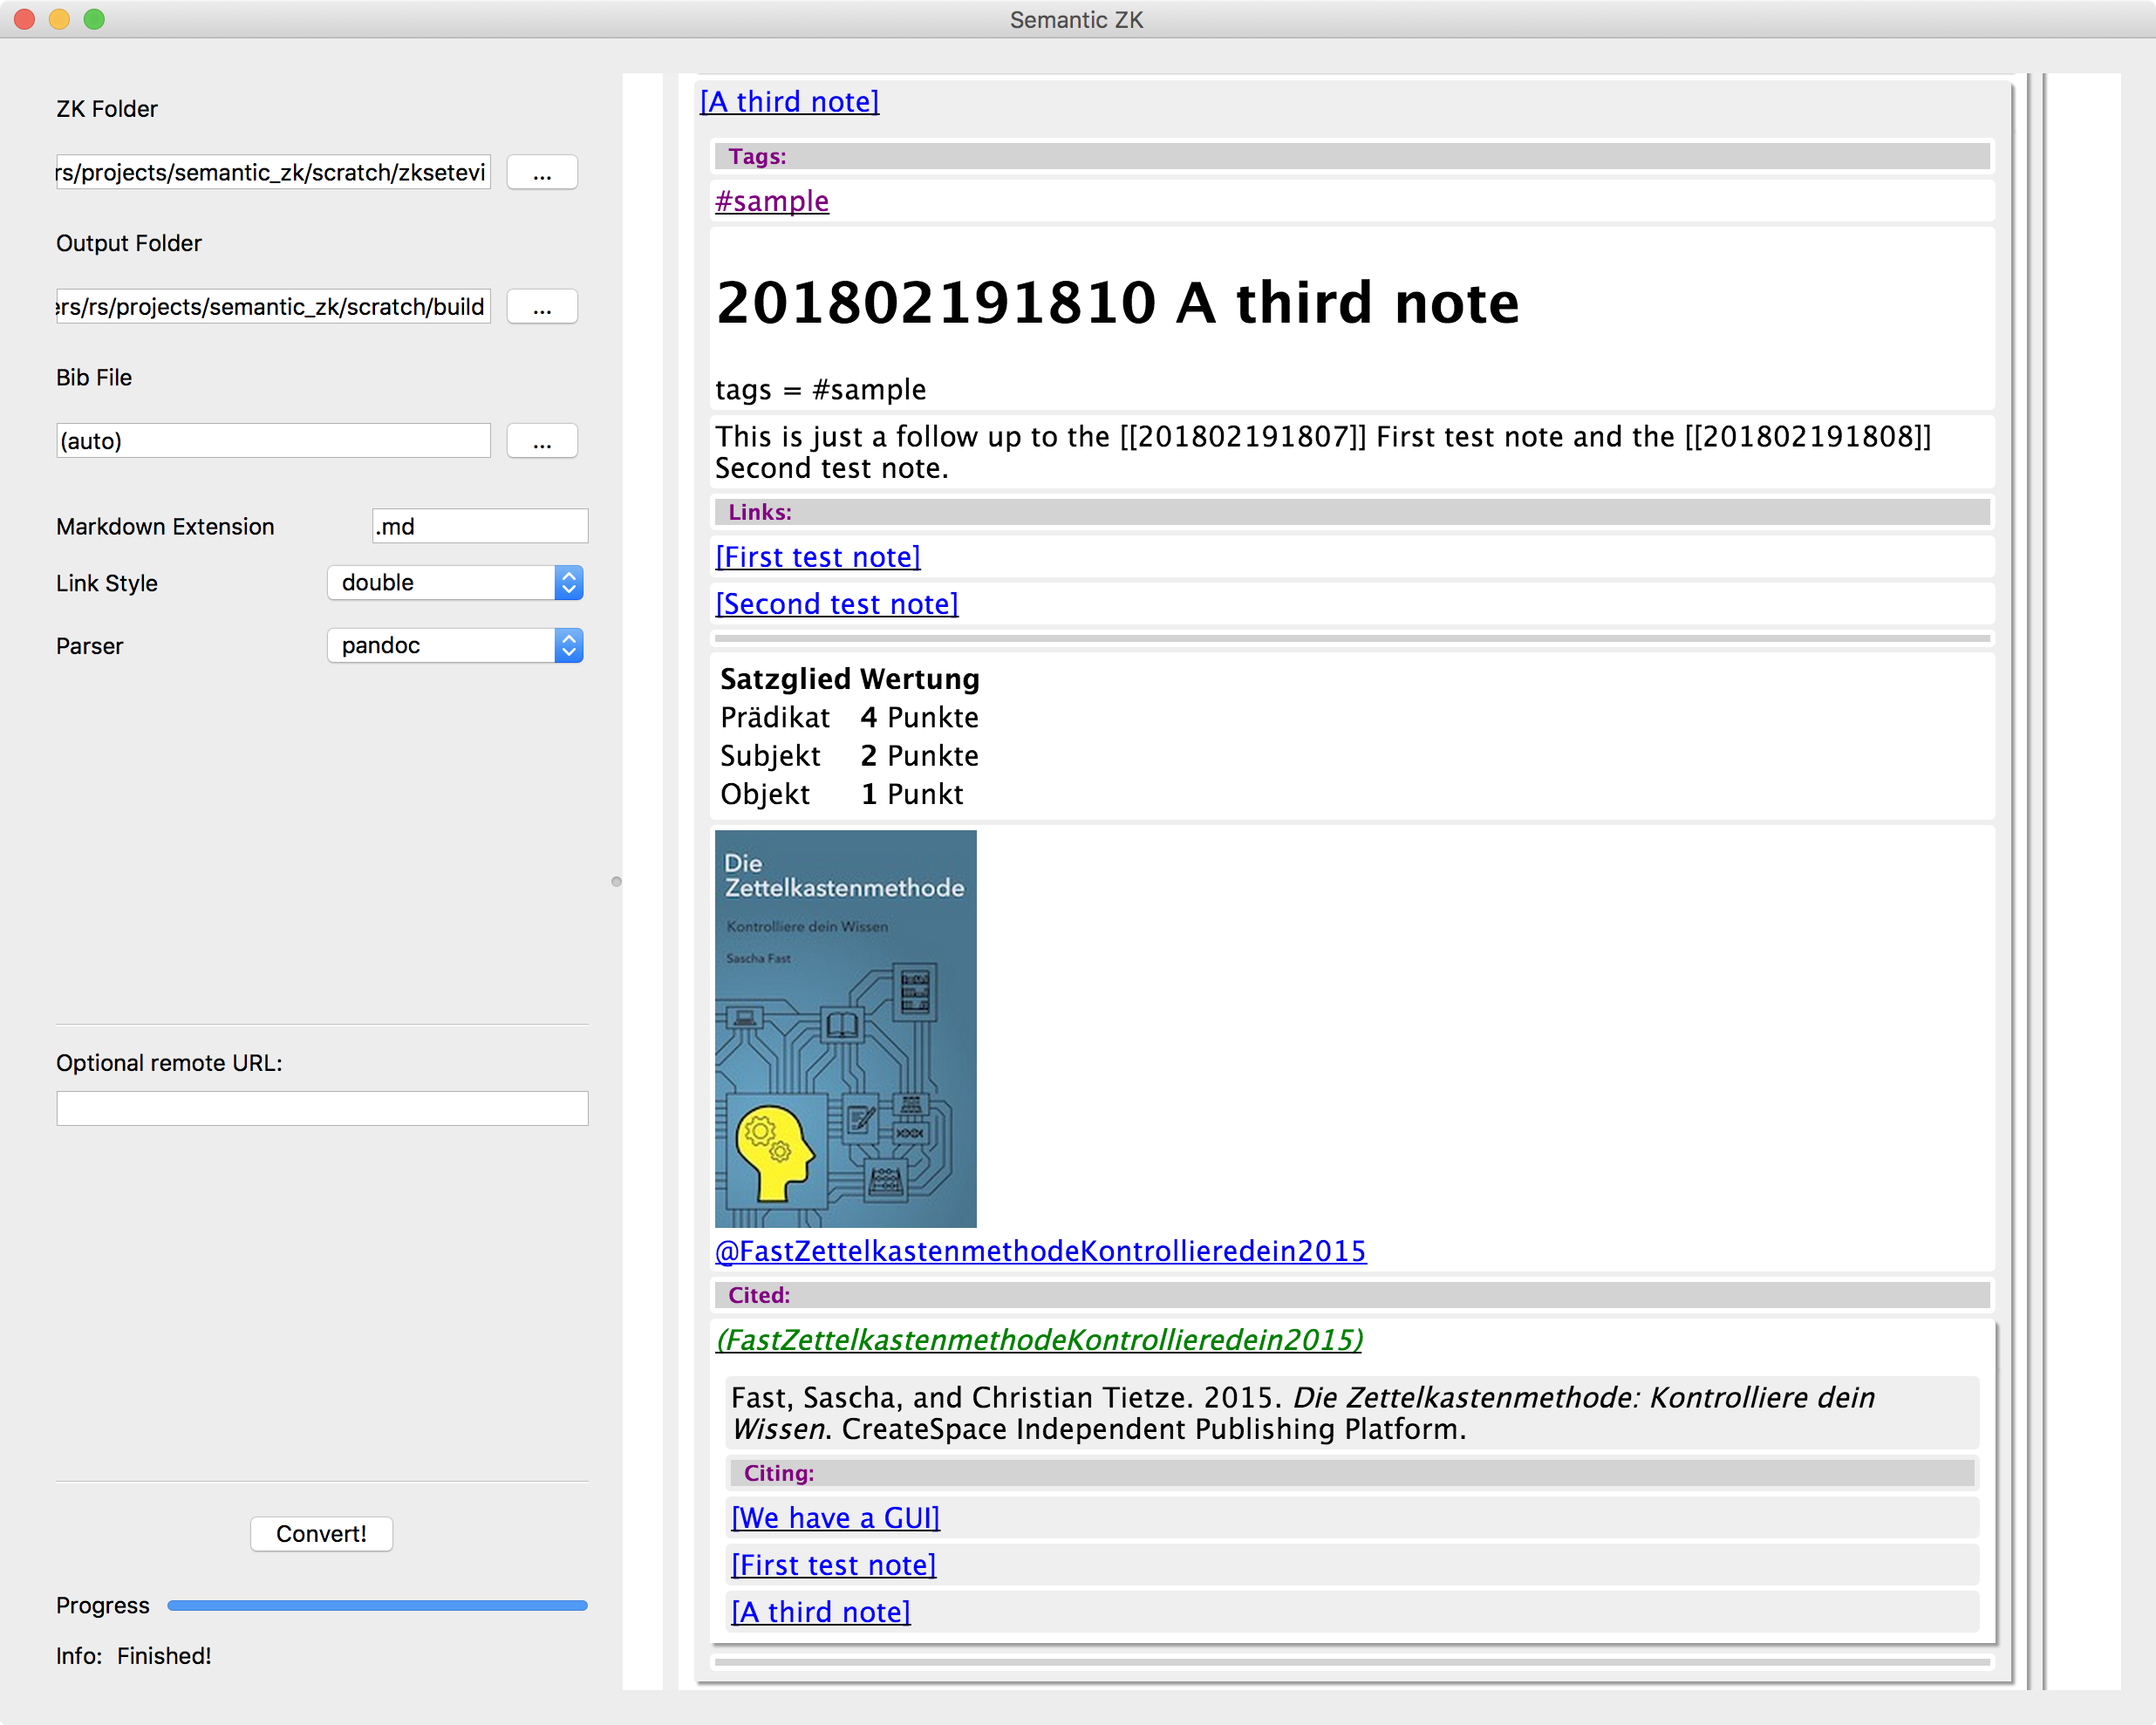 Semantic ZK
ZK Folder
rs/projects/semantic_zk/scratch/zksetevi
...
Output Folder
ers/rs/projects/semantic_zk/scratch/build
...
Bib File
(auto)
...
Markdown Extension
.md
Link Style
double
Parser
pandoc
Optional remote URL:
Convert!
Progress
Info: Finished!
[A third note]
Tags:
#sample
201802191810 A third note
tags = #sample
This is just a follow up to the [[201802191807]] First test note and the [[201802191808]]
Second test note.
Links:
[First test note]
[Second test note]
Satzglied Wertung
Prädikat 4 Punkte
Subjekt 2 Punkte
Objekt 1 Punkt
Die
Zettelkastenmethode
Kontrolliere dein Wissen
Sascha Fast
@FastZettelkastenmethodeKontrollieredein2015
Cited:
(FastZettelkastenmethodeKontrollieredein2015)
Fast, Sascha, and Christian Tietze. 2015. Die Zettelkastenmethode: Kontrolliere dein
Wissen. CreateSpace Independent Publishing Platform.
Citing:
[We have a GUI]
[First test note]
[A third note]